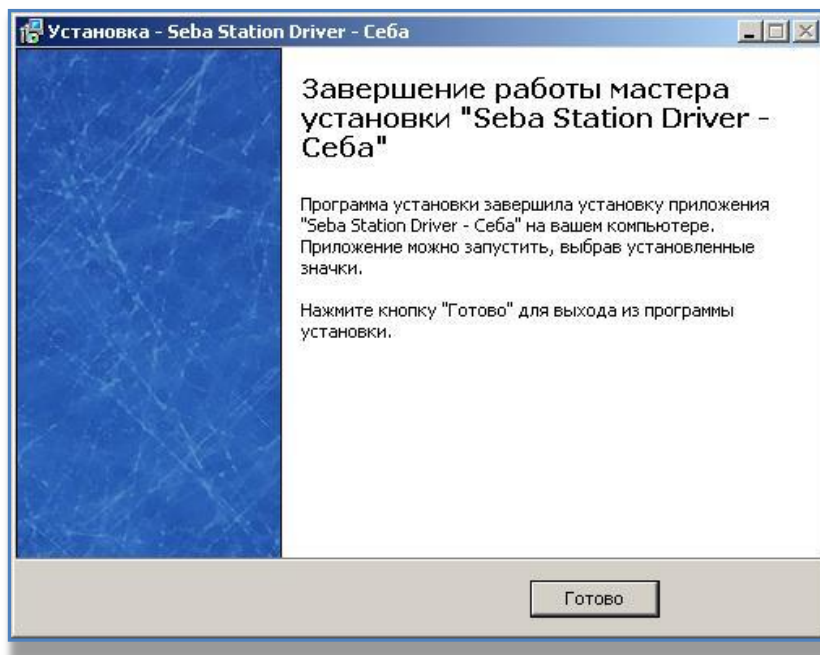 Установка - Seba Station Driver - Себа
Завершение работы мастера
установки "Seba Station Driver -
Себа"
Программа установки завершила установку приложения
"Seba Station Driver - Себа" на вашем компьютере.
Приложение можно запустить, выбрав установленные
значки.
Нажмите кнопку "Готово" для выхода из программы
установки.
Готово